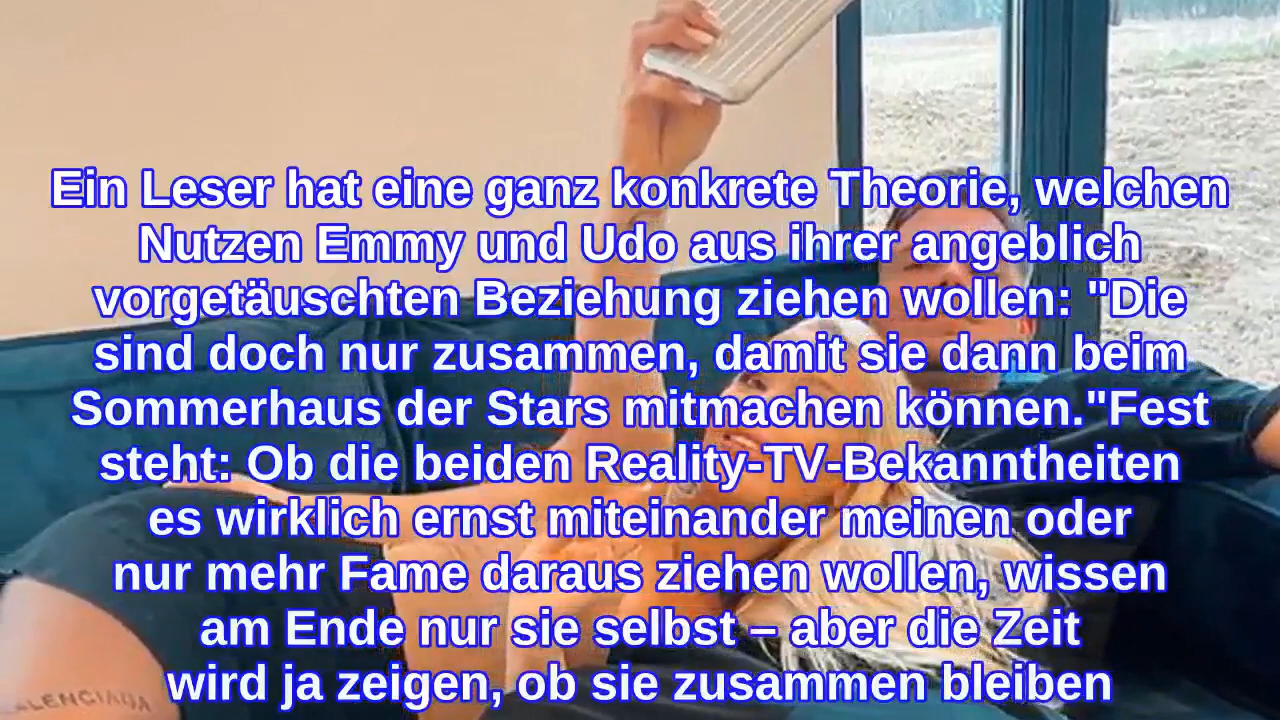 Ein Leser hat eine ganz konkrete Theorie, welchen
Nutzen Emmy und Udo aus ihrer angeblich
vorgetäuschten Beziehung ziehen wollen: "Die
sind doch nur zusammen, damit sie dann beim
Sommerhaus der Stars mitmachen können."Fest
steht: Ob die beiden Reality-TV-Bekanntheiten
es wirklich ernst miteinander meinen oder
nur mehr Fame daraus ziehen wollen, wissen
am Ende nur sie selbst – aber die Zeit
wird ja zeigen, ob sie zusammen bleiben